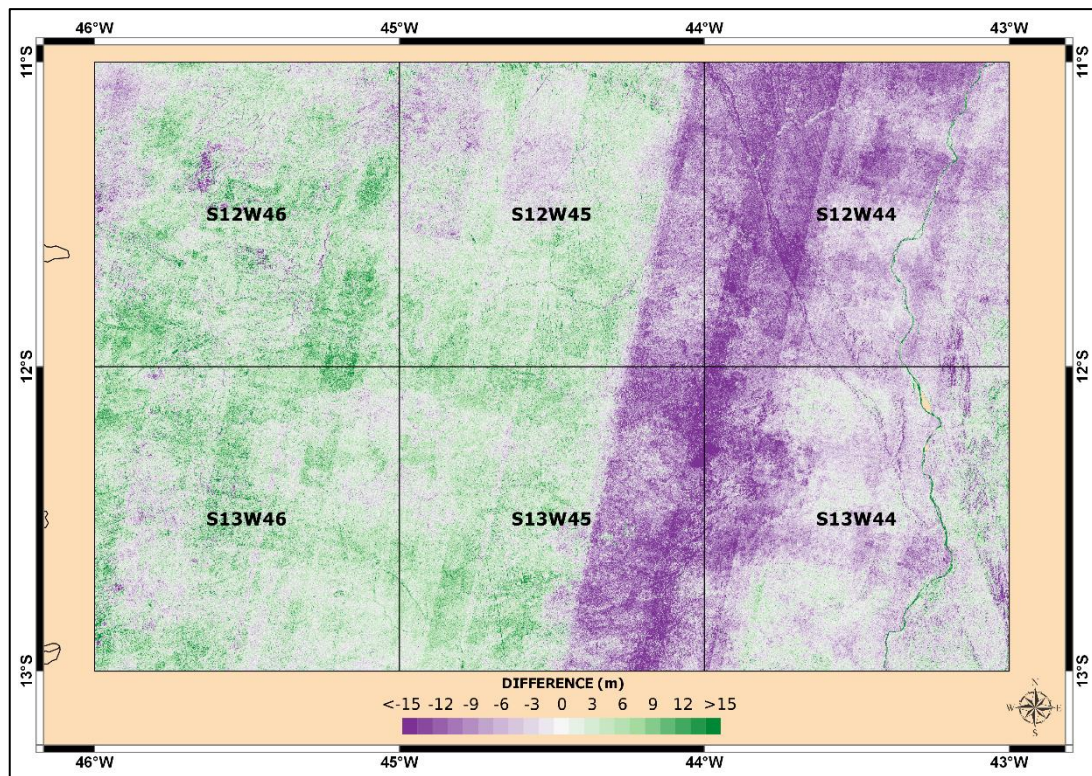 46°W 45°W 44°W 43°W
11°S 11°S
S12W46 S12W45 S12W44
12°S 12°S
S13W46 S13W45 S13W44
13°S 13°S
DIFFERENCE (m)
<-15 -12 -9 -6 -3 0 3 6 9 12 >15
N
W E
S
46°W 45°W 44°W 43°W